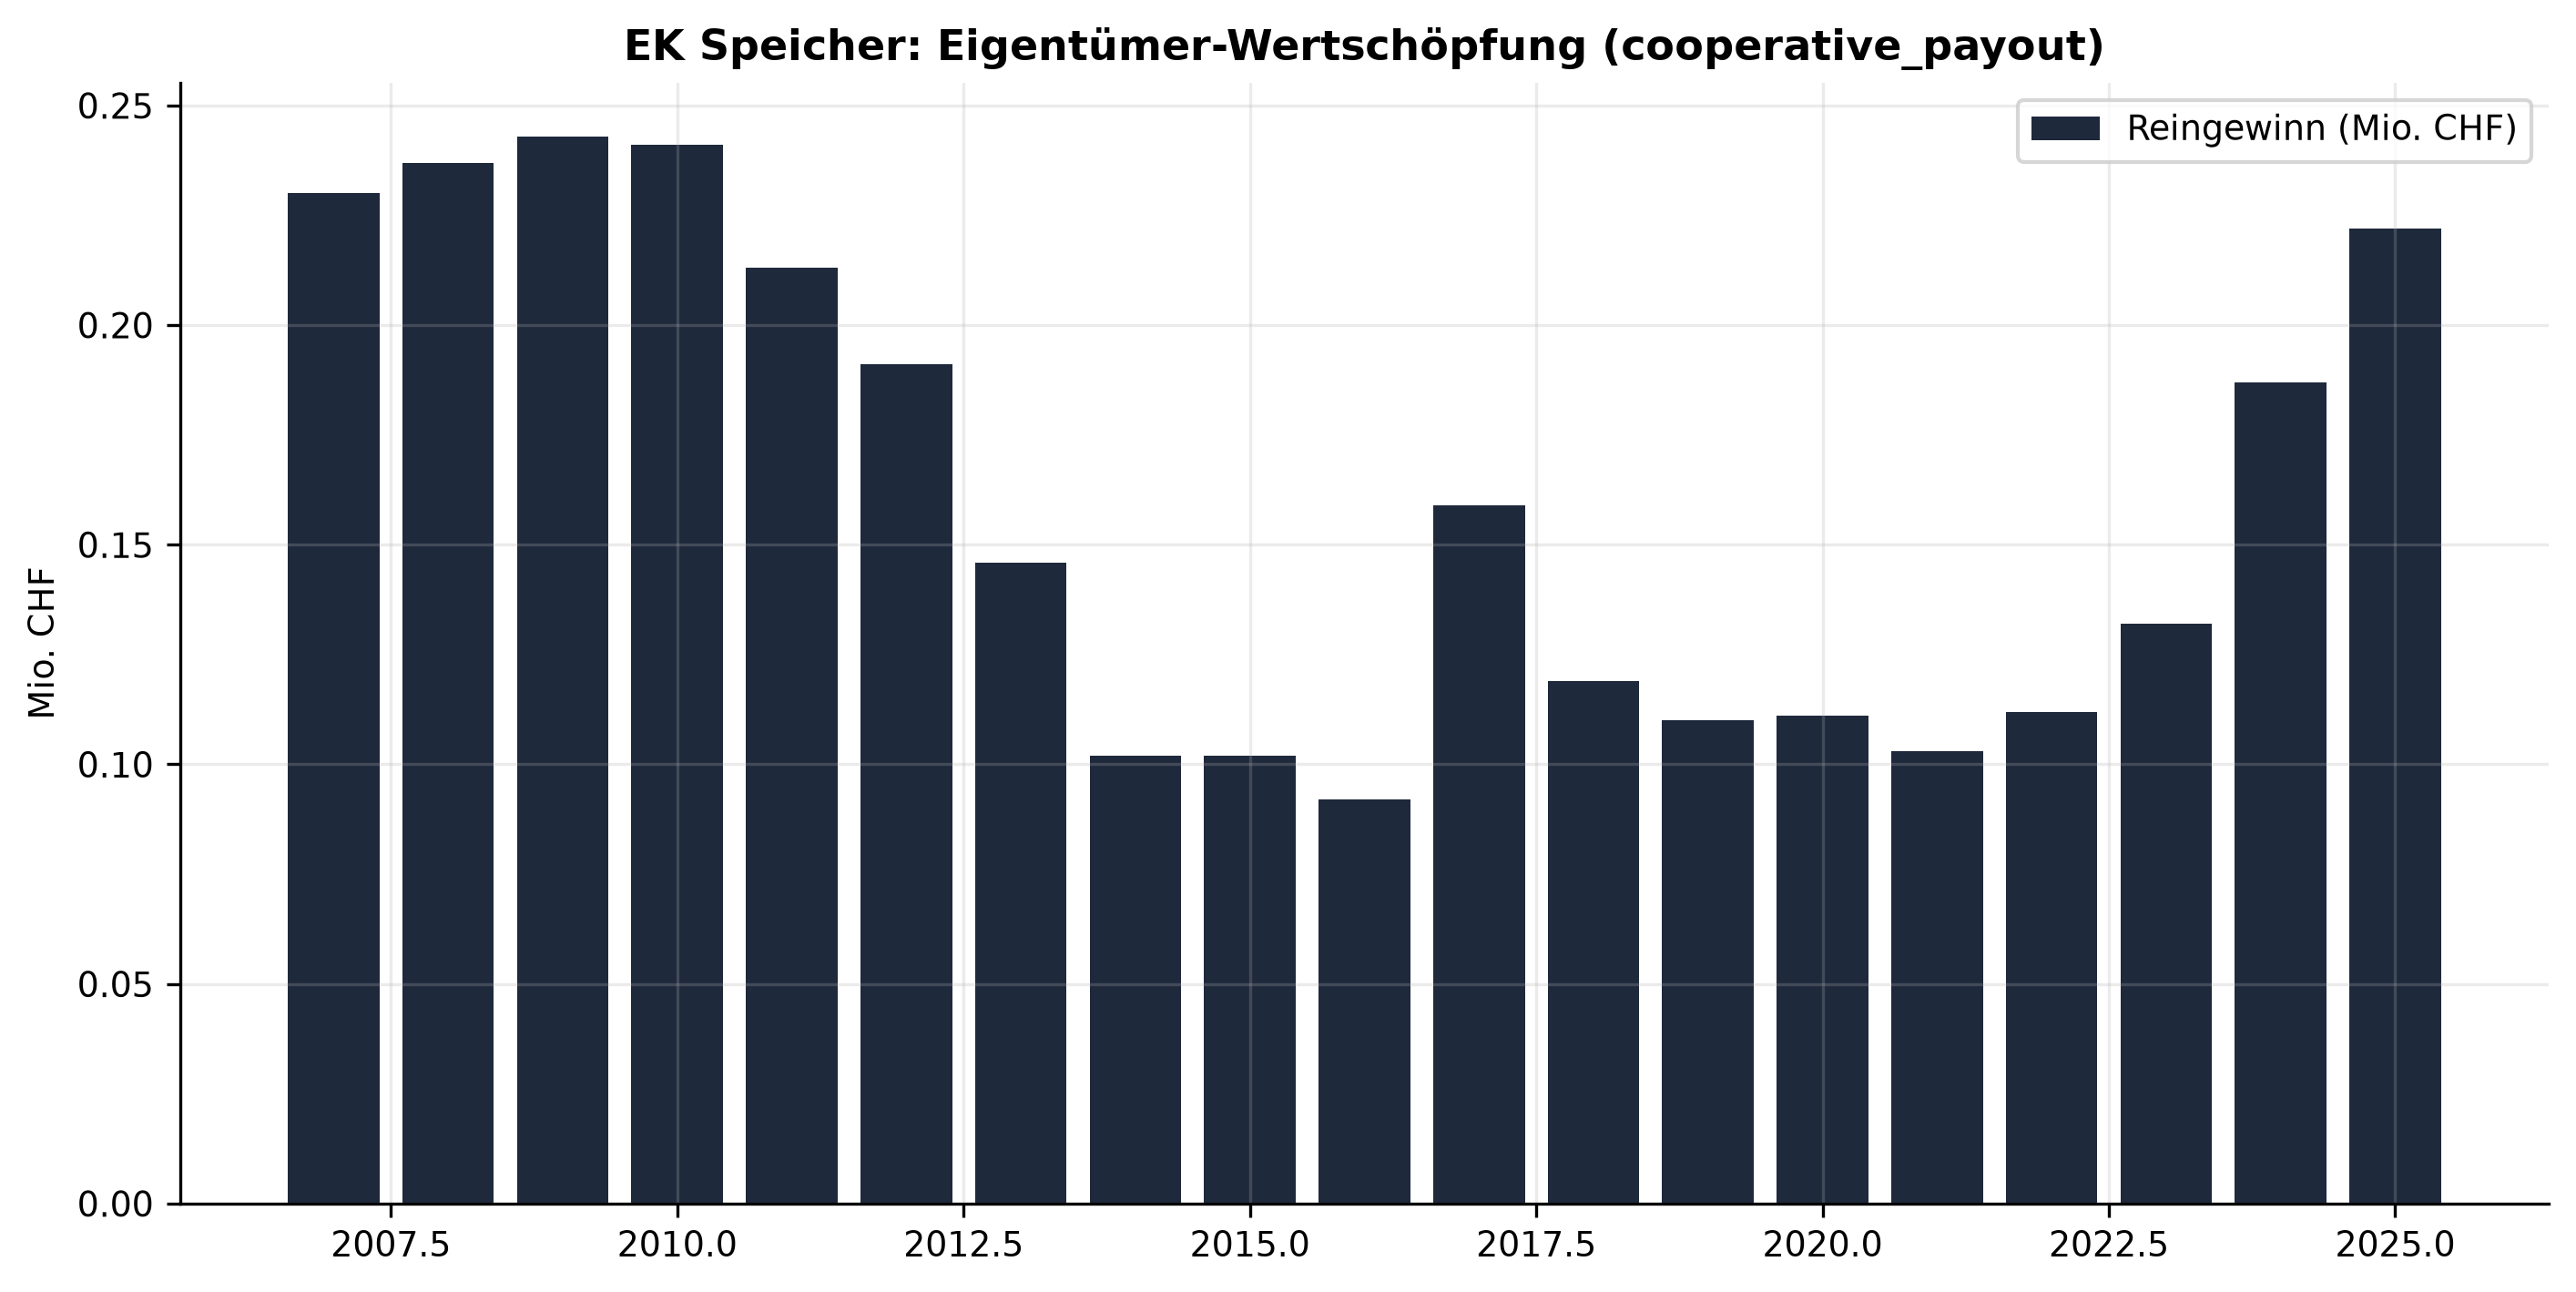 EK Speicher: Eigentümer-Wertschöpfung (cooperative_payout)
Reingewinn (Mio. CHF)
Mio. CHF
0.25
0.20
0.15
0.10
0.05
0.00
2007.5 2010.0 2012.5 2015.0 2017.5 2020.0 2022.5 2025.0